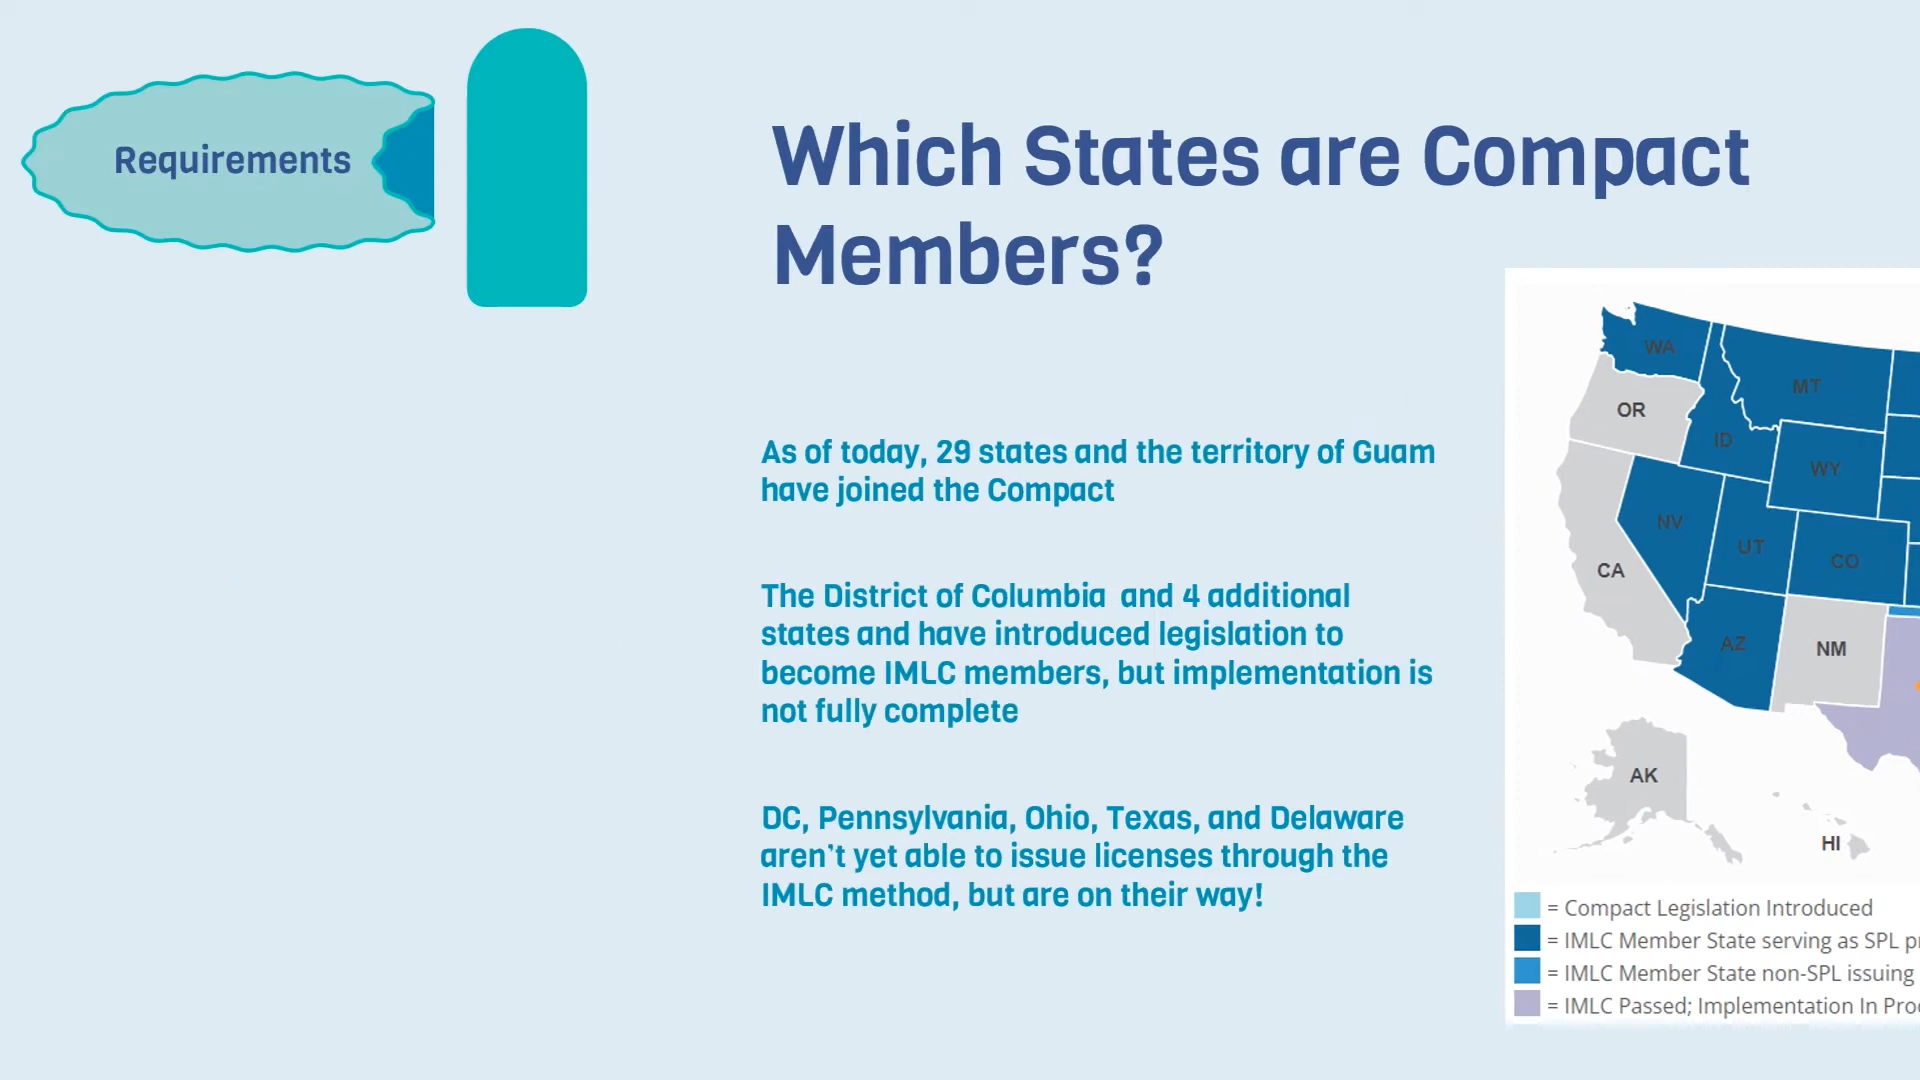 Requirements
Which States are Compact
Members?
As of today, 29 states and the territory of Guam
have joined the Compact
The District of Columbia and 4 additional
states and have introduced legislation to
become IMLC members, but implementation is
not fully complete
DC, Pennsylvania, Ohio, Texas, and Delaware
aren't yet able to issue licenses through the
IMLC method, but are on their way!
WA
MT
OR
ID
WY
NV
UT
CO
CA
AZ
NM
AK
HI
= Compact Legislation Introduced
= IMLC Member State serving as SPL
= IMLC Member State non-SPL issuing
= IMLC Passed; Implementation In